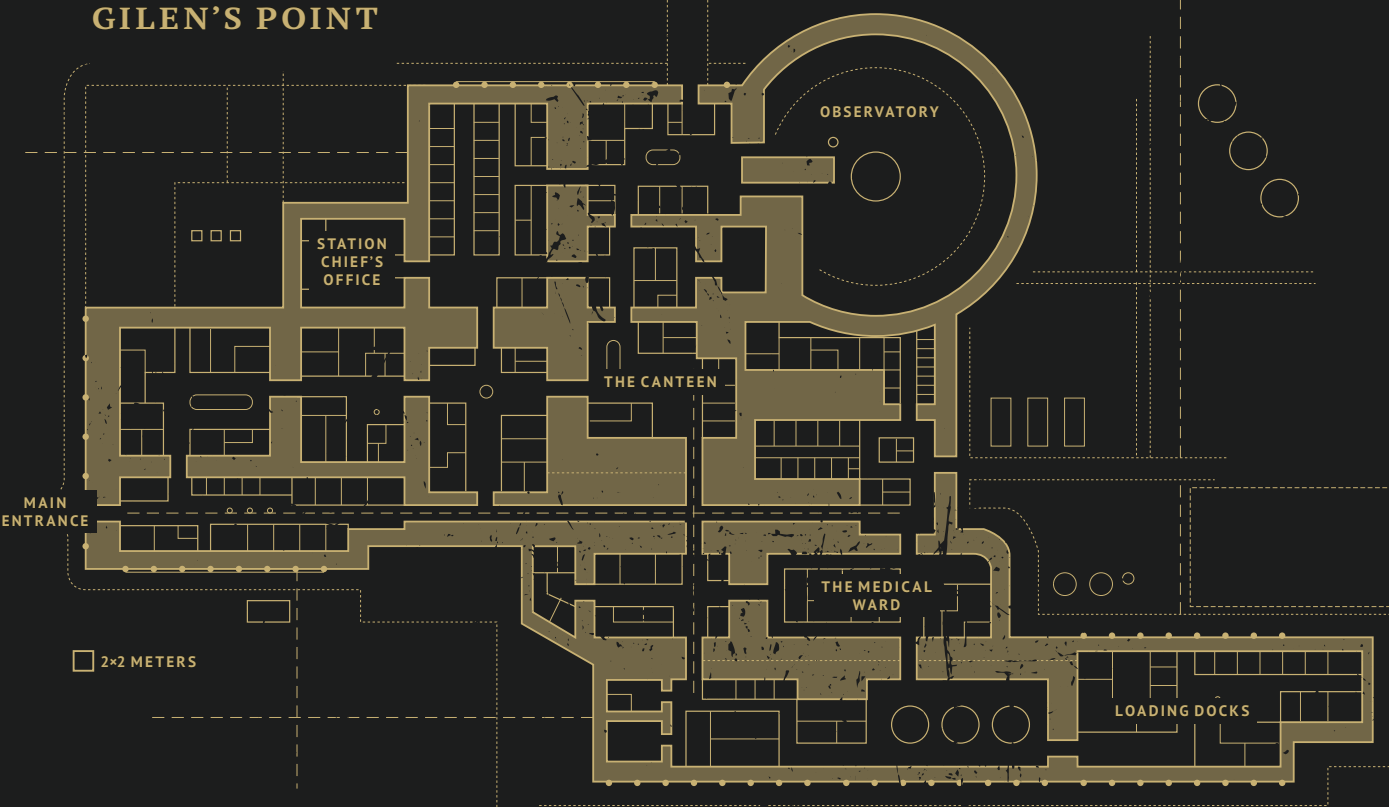 GILEN'S POINT
OBSERVATORY
STATION
CHIEF'S
OFFICE
THE CANTEEN
MAIN
ENTRANCE
THE MEDICAL
WARD
2×2 METERS
LOADING DOCKS